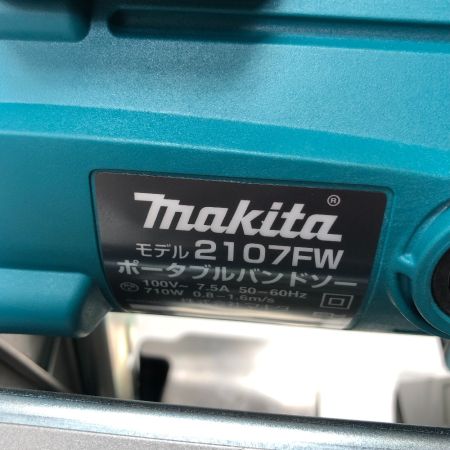 makita®
モデル 2107FW
ポータブルバンドソー
100V~ 7.5A 50-60Hz
710W 0.8-1.6m/s